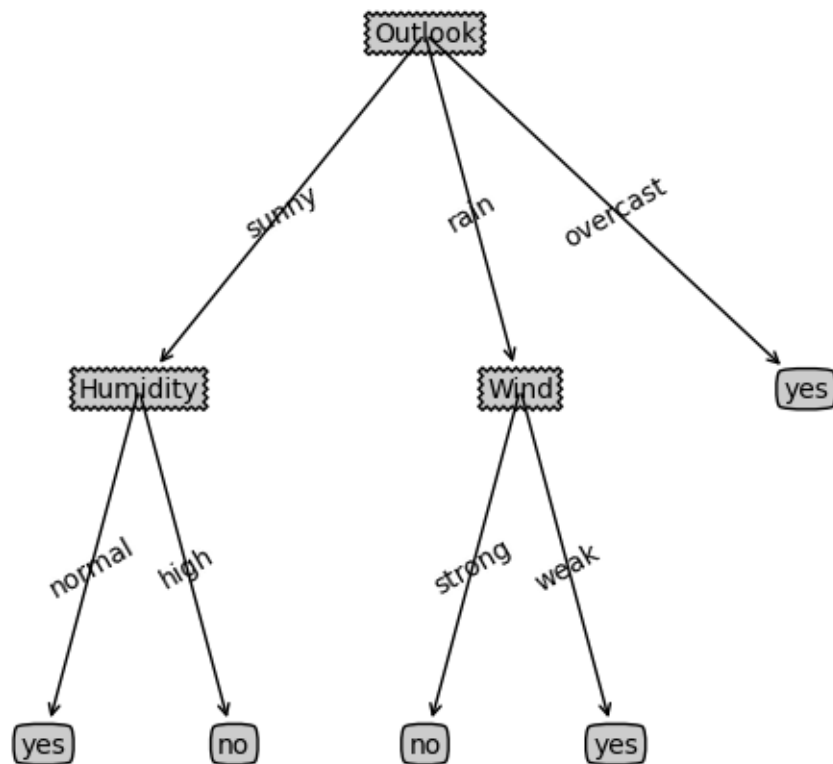 Outlook
sunny
rain
overcast
Humidity
Wind
yes
normal
high
strong
weak
yes
no
no
yes